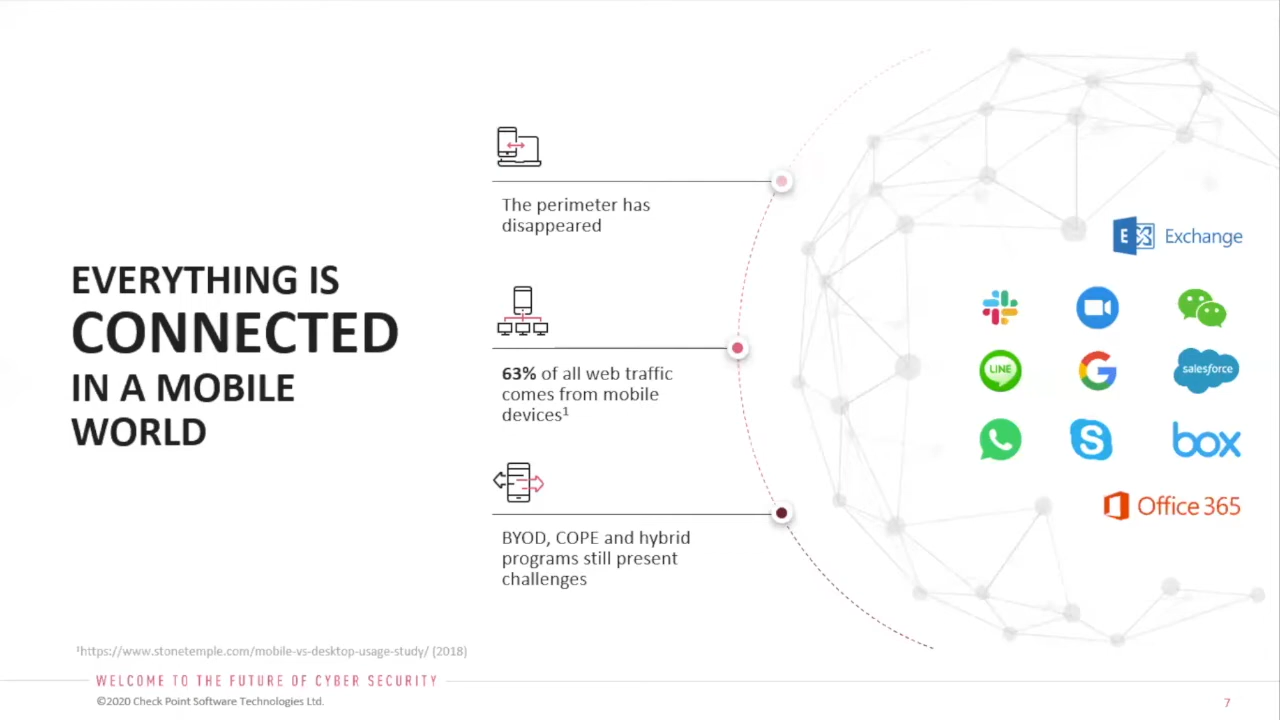 EVERYTHING IS
CONNECTED
IN A MOBILE
WORLD
The perimeter has
disappeared
63% of all web traffic
comes from mobile
devices¹
BYOD, COPE and hybrid
programs still present
challenges
E Exchange
LINE
salesforce
S
box
Office 365
¹https://www.stonetemple.com/mobile-vs-desktop-usage-study/ (2018)
WELCOME TO THE FUTURE OF CYBER SECURITY
©2020 Check Point Software Technologies Ltd.
7